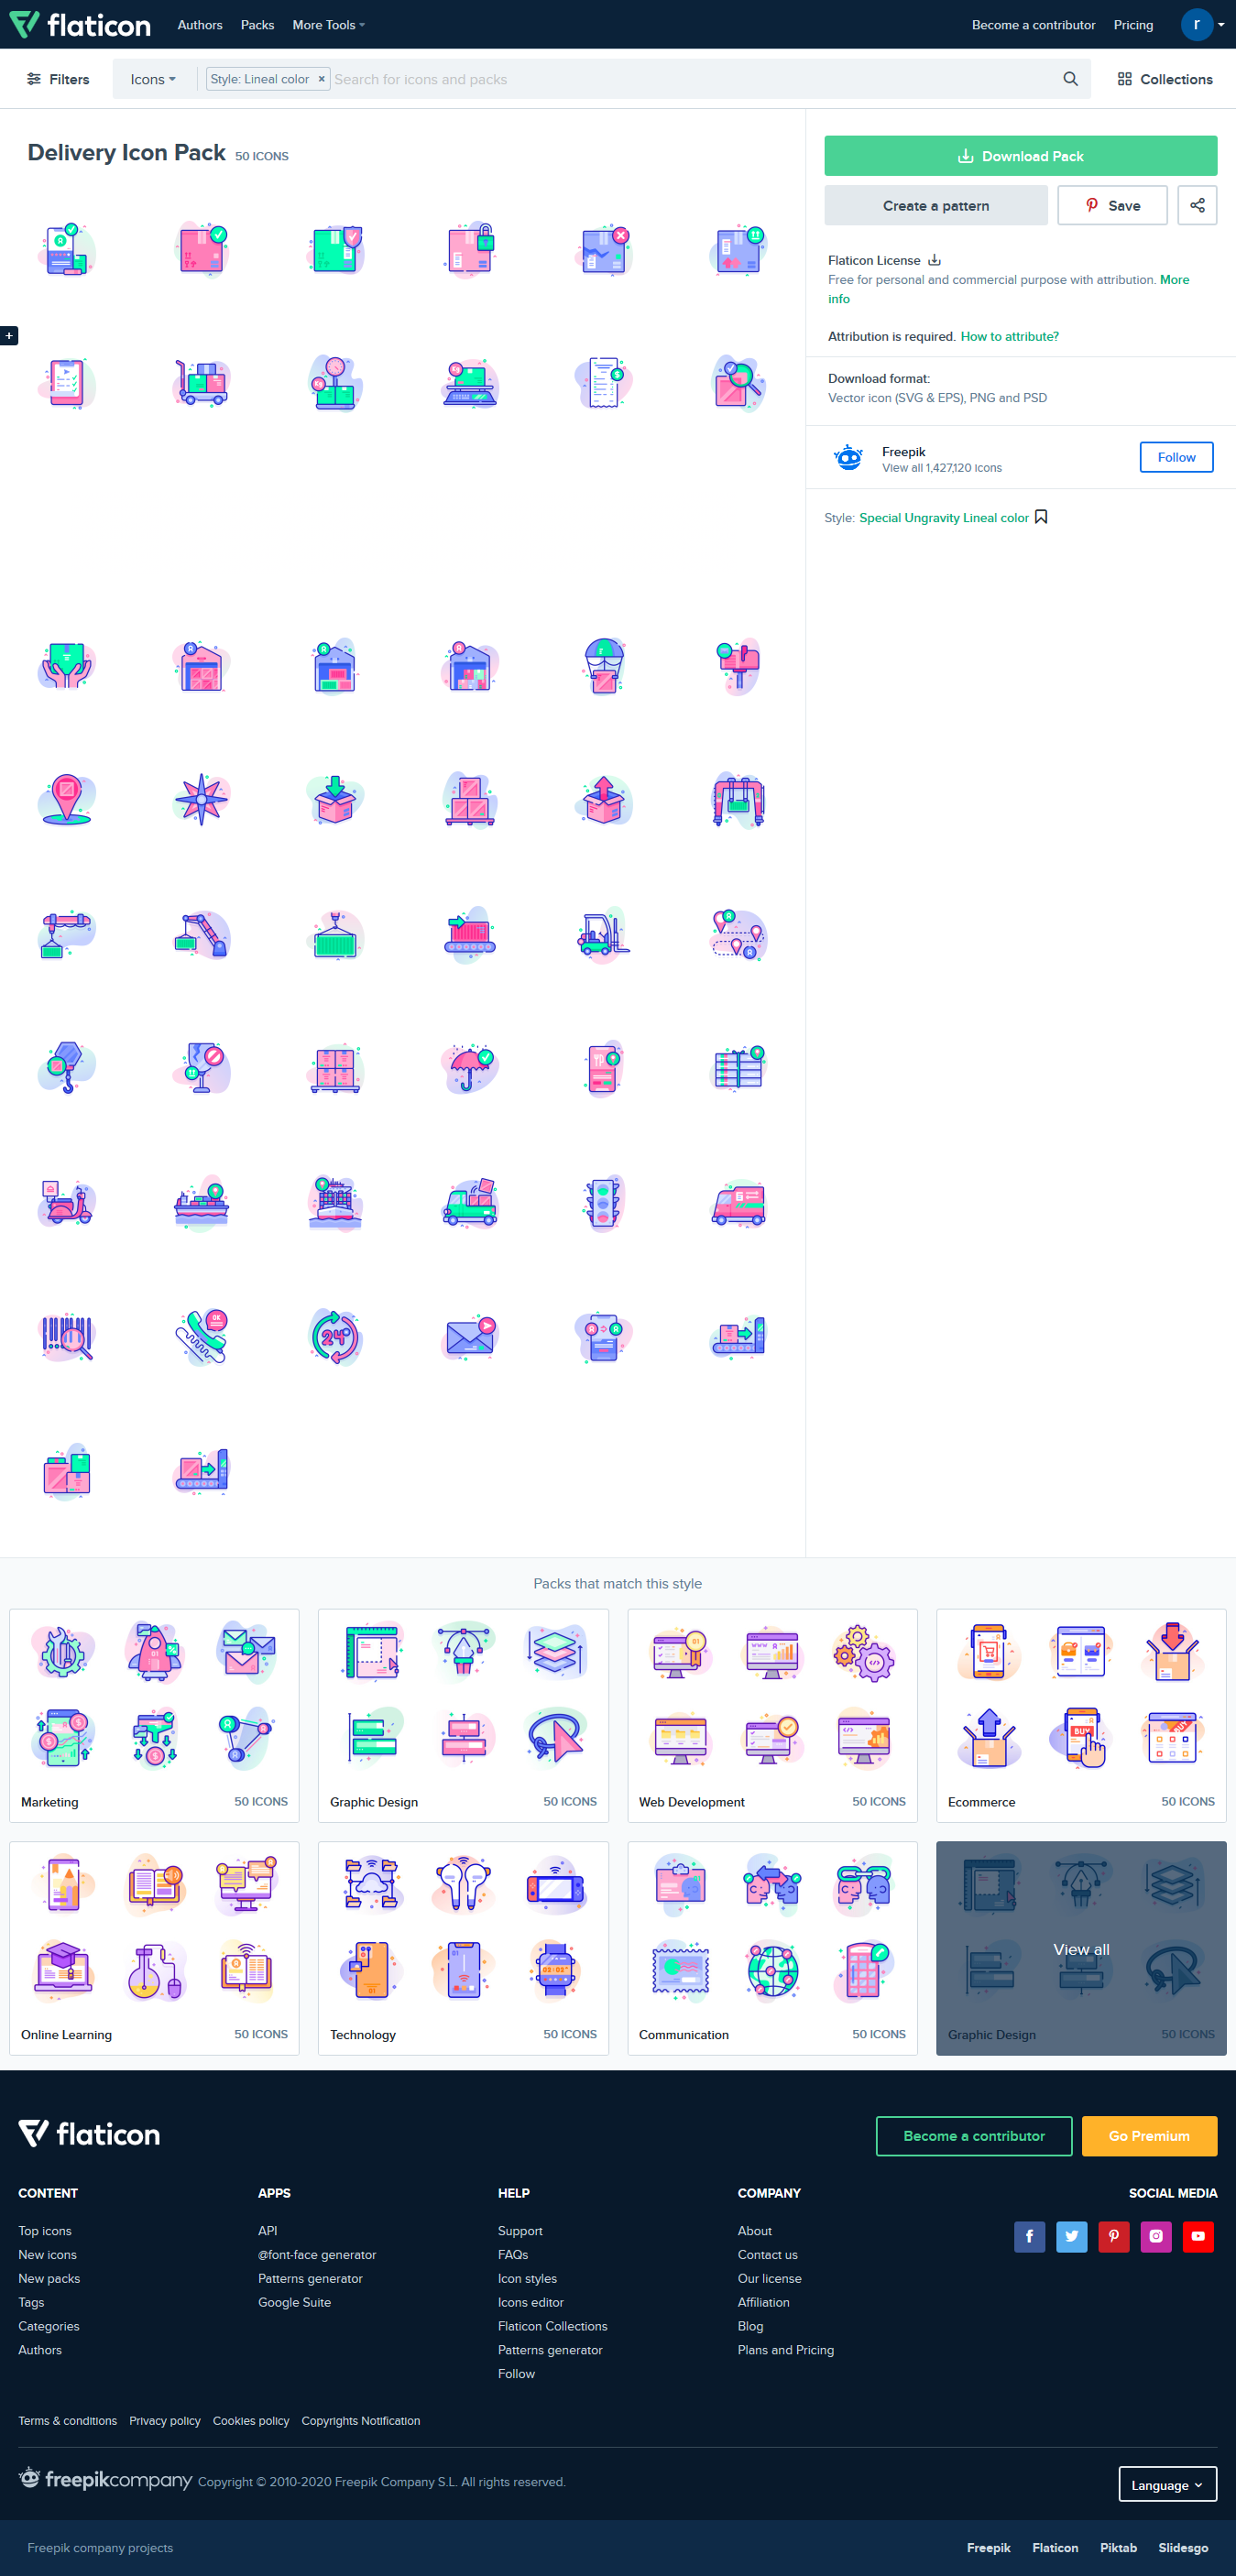 flaticon
Authors Packs More Tools
Become a contributor Pricing r
Filters Icons Style: Lineal color × Search for icons and packs Collections
Delivery Icon Pack 50 ICONS
Download Pack
Create a pattern Save
Flaticon License
Free for personal and commercial purpose with attribution. More
info
+
Attribution is required. How to attribute?
Download format:
Vector icon (SVG & EPS), PNG and PSD
Freepik
View all 1,427,120 icons
Follow
Style: Special Ungravity Lineal color
OK
24
Packs that match this style
BUY
Marketing 50 ICONS
Graphic Design 50 ICONS
Web Development 50 ICONS
Ecommerce 50 ICONS
View all
Online Learning 50 ICONS
Technology 50 ICONS
Communication 50 ICONS
Graphic Design 50 ICONS
flaticon
Become a contributor Go Premium
CONTENT
Top icons
New icons
New packs
Tags
Categories
Authors
APPS
API
@font-face generator
Patterns generator
Google Suite
HELP
Support
FAQs
Icon styles
Icons editor
Flaticon Collections
Patterns generator
Follow
COMPANY
About
Contact us
Our license
Affiliation
Blog
Plans and Pricing
SOCIAL MEDIA
Terms & conditions Privacy policy Cookies policy Copyrights Notification
freepikcompany Copyright © 2010-2020 Freepik Company S.L. All rights reserved.
Language
Freepik company projects
Freepik Flaticon Piktab Slidesgo